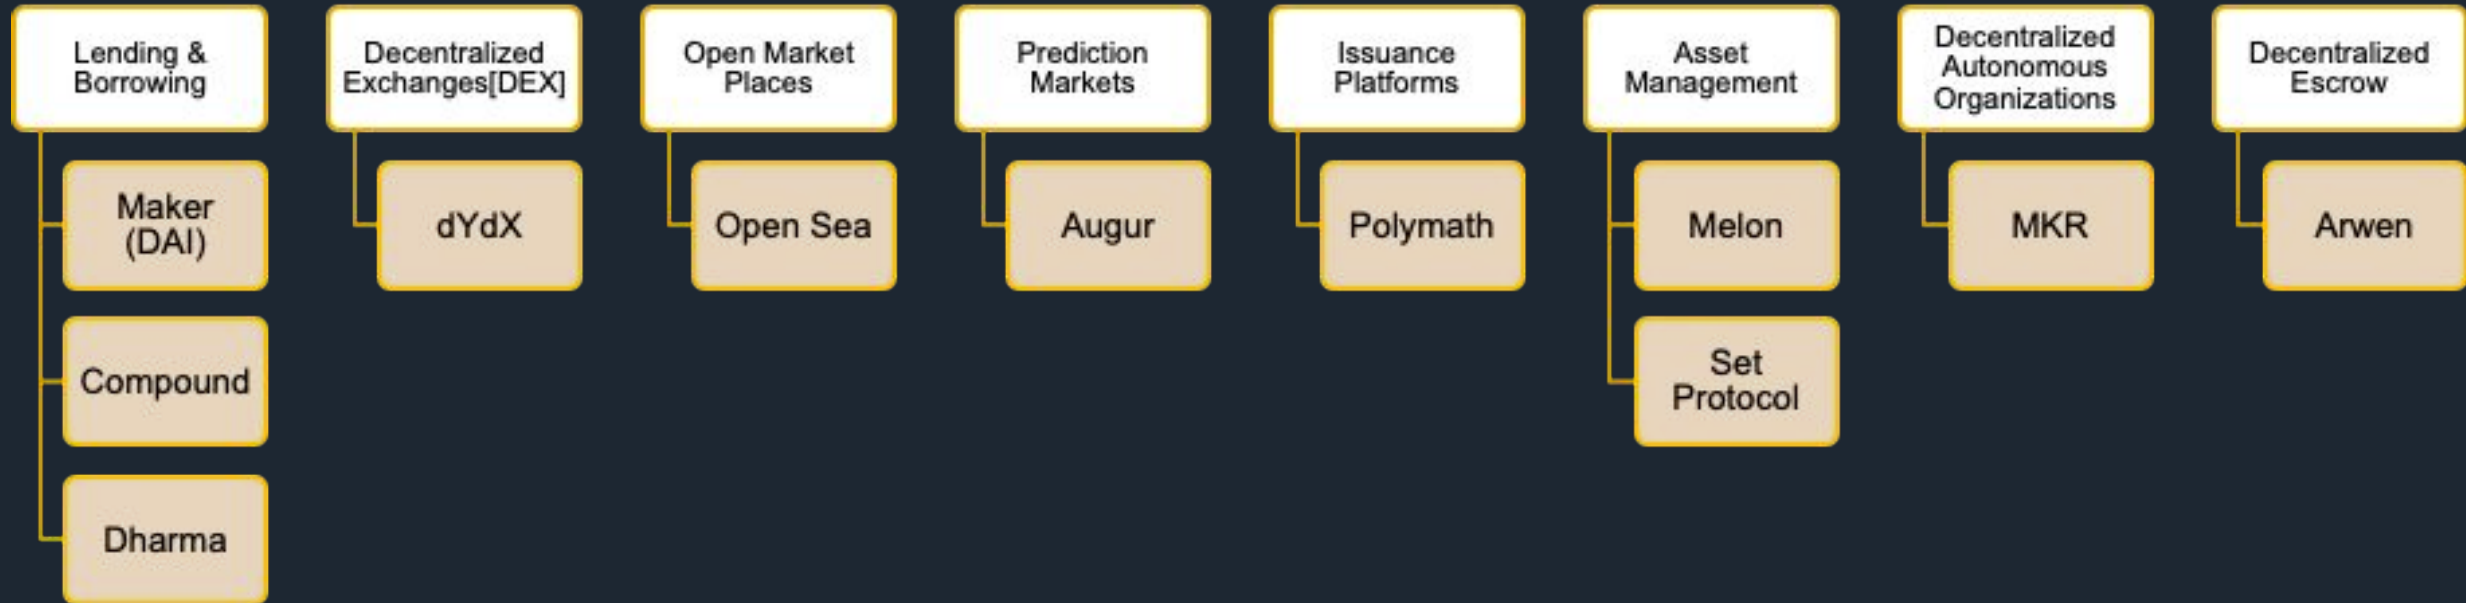 Lending &
Borrowing
Maker
(DAI)
Compound
Dharma
Decentralized
Exchanges[DEX]
dYdX
Open Market
Places
Open Sea
Prediction
Markets
Augur
Issuance
Platforms
Polymath
Asset
Management
Melon
Set
Protocol
Decentralized
Autonomous
Organizations
MKR
Decentralized
Escrow
Arwen